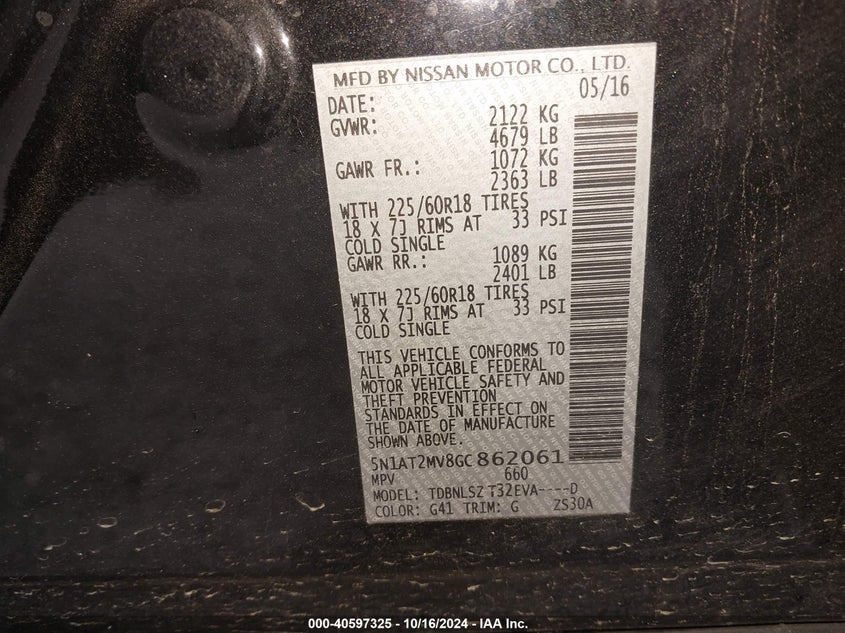 MFD BY NISSAN MOTOR CO., LTD.
DATE: 05/16
GVWR: 2122 KG
4679 LB
GAWR FR.: 1072 KG
2363 LB
WITH 225/60R18 TIRES
18 X 7J RIMS AT 33 PSI
COLD SINGLE
GAWR RR.: 1089 KG
2401 LB
WITH 225/60R18 TIRES
18 X 7J RIMS AT 33 PSI
COLD SINGLE
THIS VEHICLE CONFORMS TO
ALL APPLICABLE FEDERAL
MOTOR VEHICLE SAFETY AND
THEFT PREVENTION
STANDARDS IN EFFECT ON
THE DATE OF MANUFACTURE
SHOWN ABOVE.
5N1AT2MV8GC862061
MPV 660
MODEL: TDBNLSZ T32EVA----D
COLOR: G41 TRIM: G ZS30A
000-40597325 - 10/16/2024 - IAA Inc.